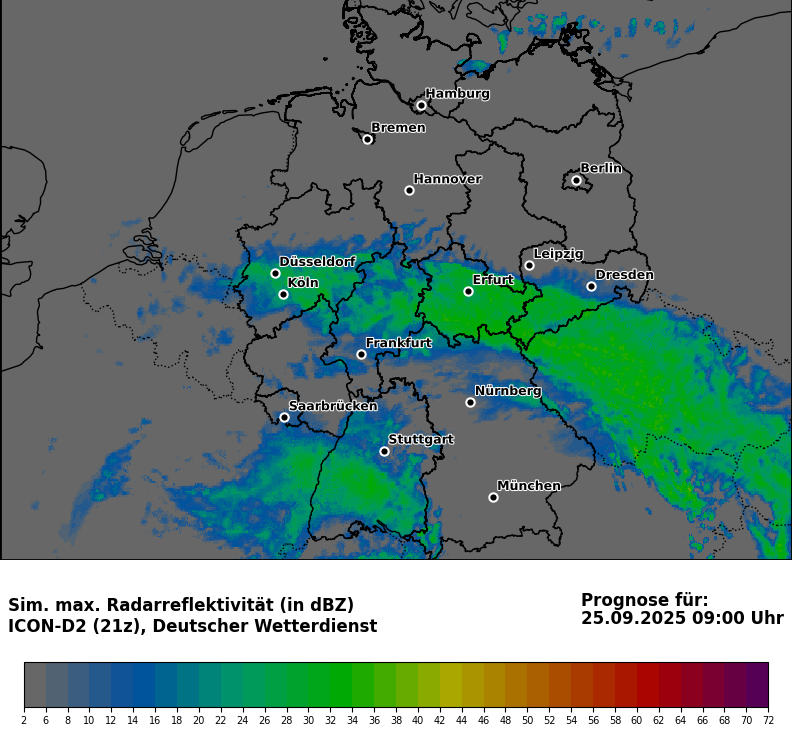 Hamburg
Bremen
Berlin
Hannover
Leipzig
Düsseldorf
Dresden
Köln
Erfurt
Frankfurt
Nürnberg
Saarbrücken
Stuttgart
München
Sim. max. Radarreflektivität (in dBZ)
ICON-D2 (21z), Deutscher Wetterdienst
Prognose für:
25.09.2025 09:00 Uhr
2 6 8 10 12 14 16 18 20 22 24 26 28 30 32 34 36 38 40 42 44 46 48 50 52 54 56 58 60 62 64 66 68 70 72